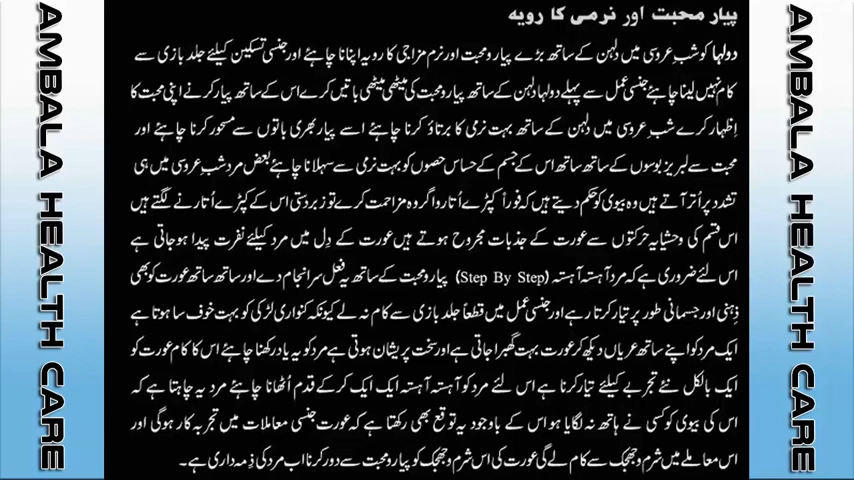 پیار محبت اور نرمی کا رویہ
دولہا کو شبِ عروسی میں دلہن کے ساتھ بڑے پیار و محبت اور نرم مزاجی کا رویہ اپنانا چاہئے اور جنسی تسکین کیلئے جلد بازی سے
کام نہیں لینا چاہئے جنسی عمل سے پہلے دولہا دلہن کے ساتھ پیار و محبت کی میٹھی میٹھی باتیں کرے اس کے ساتھ پیار کرنے اپنی محبت کا
اظہار کرے شبِ عروسی میں دلہن کے ساتھ بہت نرمی کا برتاؤ کرنا چاہئے اسے پیار بھری باتوں سے مسحور کرنا چاہئے اور
محبت سے لبریز بوسوں کے ساتھ ساتھ اس کے جسم کے حساس حصوں کو بہت نرمی سے سہلانا چاہئے بعض مرد شبِ عروسی میں ہی
تشدد پر اُتر آتے ہیں وہ بیوی کو حکم دیتے ہیں کہ فوراً کپڑے اُتارو اگر وہ مزاحمت کرے تو زبردستی اس کے کپڑے اُتارنے لگتے ہیں
اس قسم کی وحشیانہ حرکتوں سے عورت کے جذبات مجروح ہوتے ہیں عورت کے دِل میں مرد کیلئے نفرت پیدا ہوجاتی ہے
اس لئے ضروری ہے کہ مرد آہستہ آہستہ (Step By Step) پیار و محبت کے ساتھ یہ فعل سرانجام دے اور ساتھ ساتھ عورت کو بھی
ذِہنی اور جسمانی طور پر تیار کرتا رہے اور جنسی عمل میں قطعاً جلد بازی سے کام نہ لے کیونکہ کنواری لڑکی کو بہت خوف سا ہوتا ہے
ایک مرد کو اپنے ساتھ عریاں دیکھ کر عورت بہت گھبرا جاتی ہے اور سخت پریشان ہوتی ہے مرد کو یہ یاد رکھنا چاہئے اس کا کام عورت کو
ایک بالکل نئے تجربے کیلئے تیار کرنا ہے اس لئے مرد کو آہستہ آہستہ ایک ایک کرکے قدم اُٹھانا چاہئے مرد یہ چاہتا ہے کہ
اس کی بیوی کو کسی نے ہاتھ نہ لگایا ہو اس کے باوجود یہ توقع بھی رکھتا ہے کہ عورت جنسی معاملات میں تجربہ کار ہوگی اور
اس معاملے میں شرم و جھجک سے کام لے گی عورت کی اس شرم و جھجک کو پیار و محبت سے دور کرنا اب مرد کی ذِمہ داری ہے۔
AMBALA HEALTH CARE
AMBALA HEALTH CARE